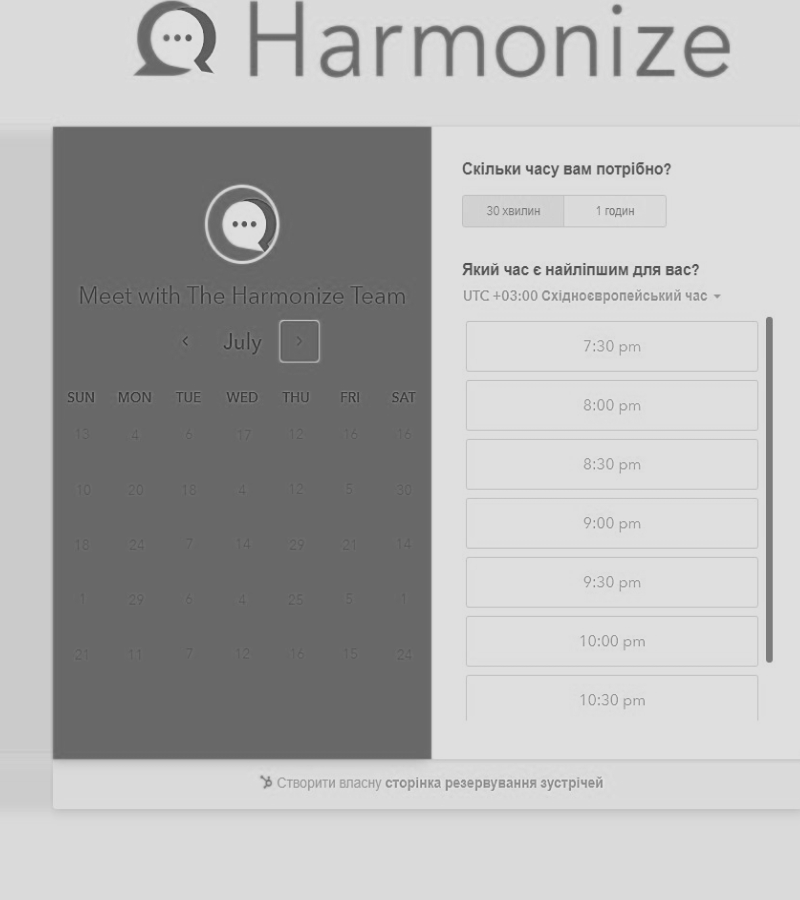 Harmonize
Meet with The Harmonize Team
July
SUN MON TUE WED THU FRI SAT
13 4 6 17 12 16 16
10 20 18 4 12 5 30
18 24 7 14 29 21 14
1 29 6 4 25 5 1
21 11 7 12 16 15 24
Скільки часу вам потрібно?
30 хвилин 1 годин
Який час є найліпшим для вас?
UTC +03:00 Східноєвропейський час
7:30 pm
8:00 pm
8:30 pm
9:00 pm
9:30 pm
10:00 pm
10:30 pm
Створити власну сторінка резервування зустрічей